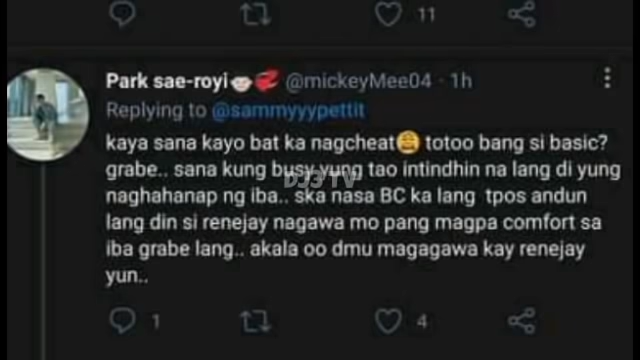 11
Park sae-royi @mickeyMee04 · 1h
Replying to @sammyyypettit
kaya sana kayo bat ka nagcheat😩 totoo bang si basic?
grabe.. sana kung busy yung tao intindhin na lang di yung
naghahanap ng iba.. ska nasa BC ka lang tpos andun
lang din si renejay nagawa mo pang magpa comfort sa
iba grabe lang.. akala oo dmu magagawa kay renejay
yun..
DJ3 TV
1 4